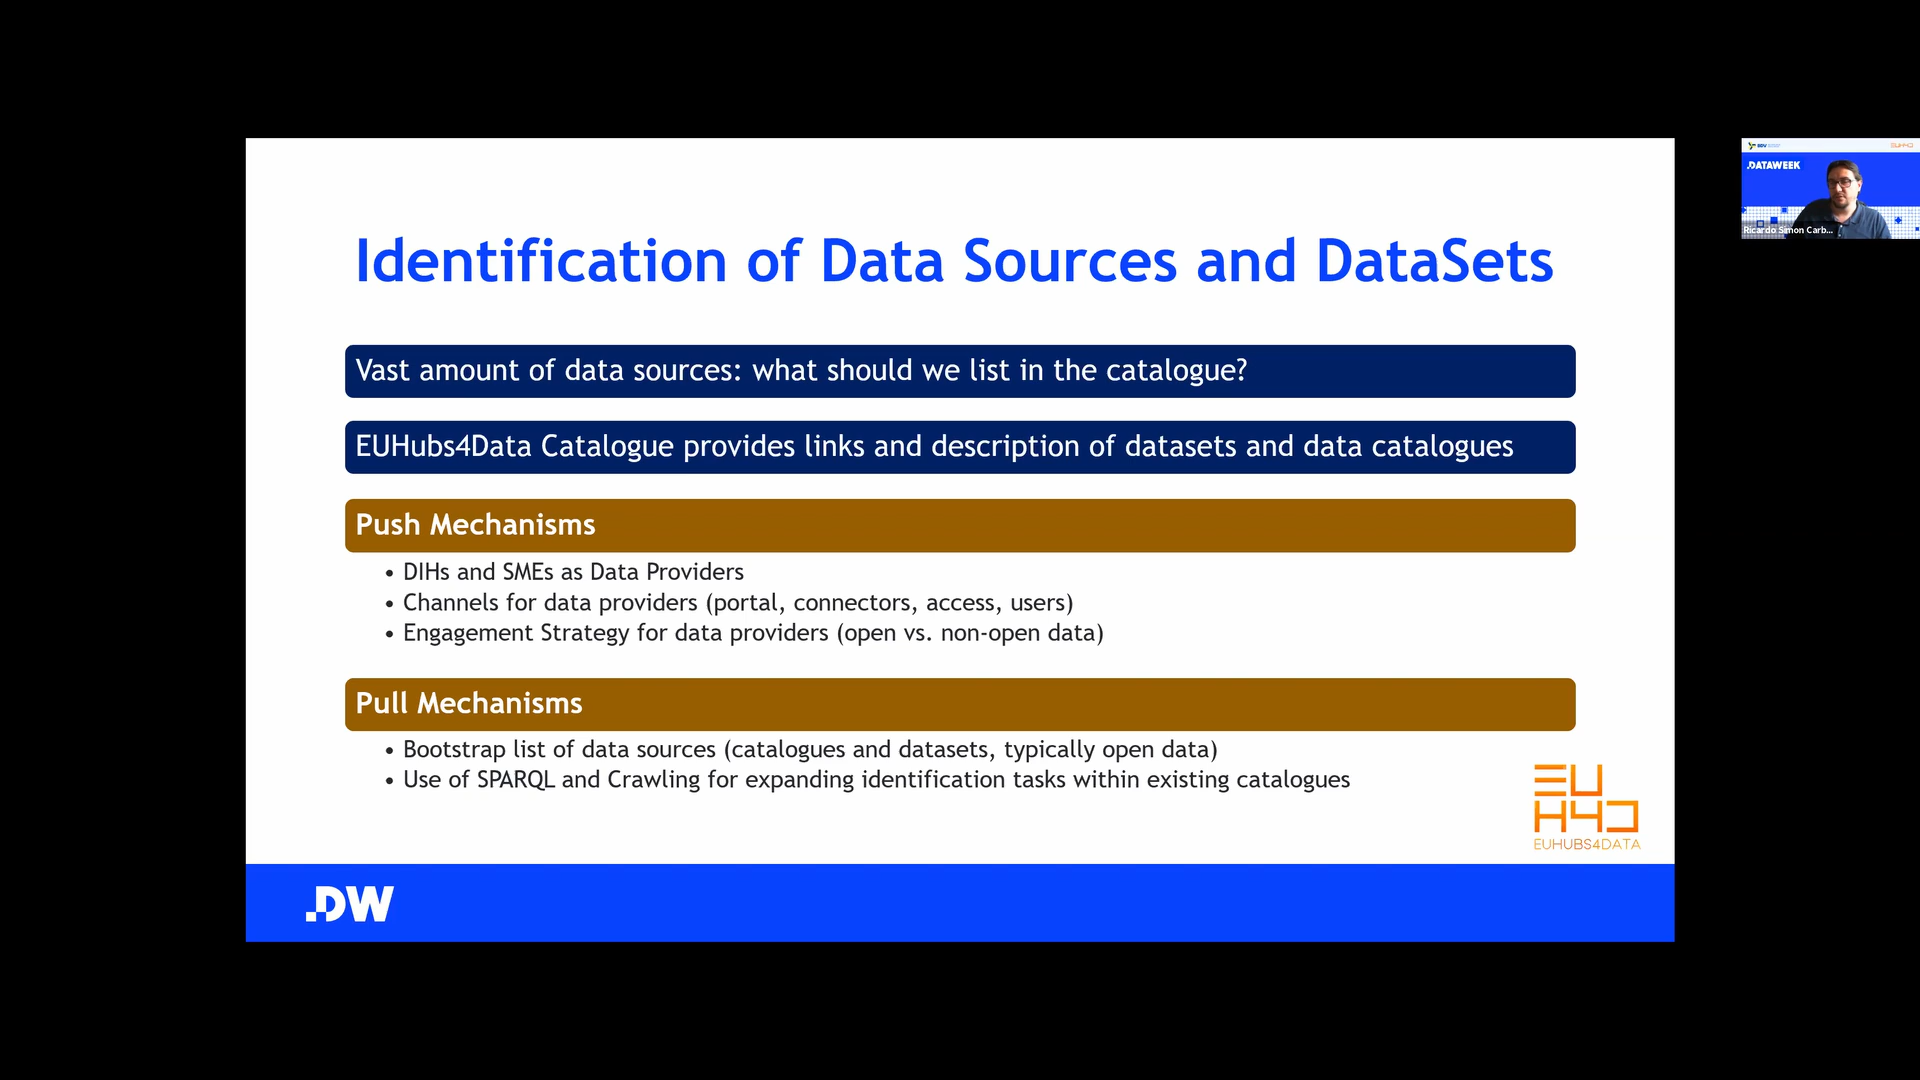 Identification of Data Sources and DataSets
Vast amount of data sources: what should we list in the catalogue?
EUHubs4Data Catalogue provides links and description of datasets and data catalogues
Push Mechanisms
• DIHs and SMEs as Data Providers
• Channels for data providers (portal, connectors, access, users)
• Engagement Strategy for data providers (open vs. non-open data)
Pull Mechanisms
• Bootstrap list of data sources (catalogues and datasets, typically open data)
• Use of SPARQL and Crawling for expanding identification tasks within existing catalogues
EU
H4D
EUHUBS4DATA
.DW
BDV
EUH4D
.DATAWEEK
Ricardo Simon Carb...